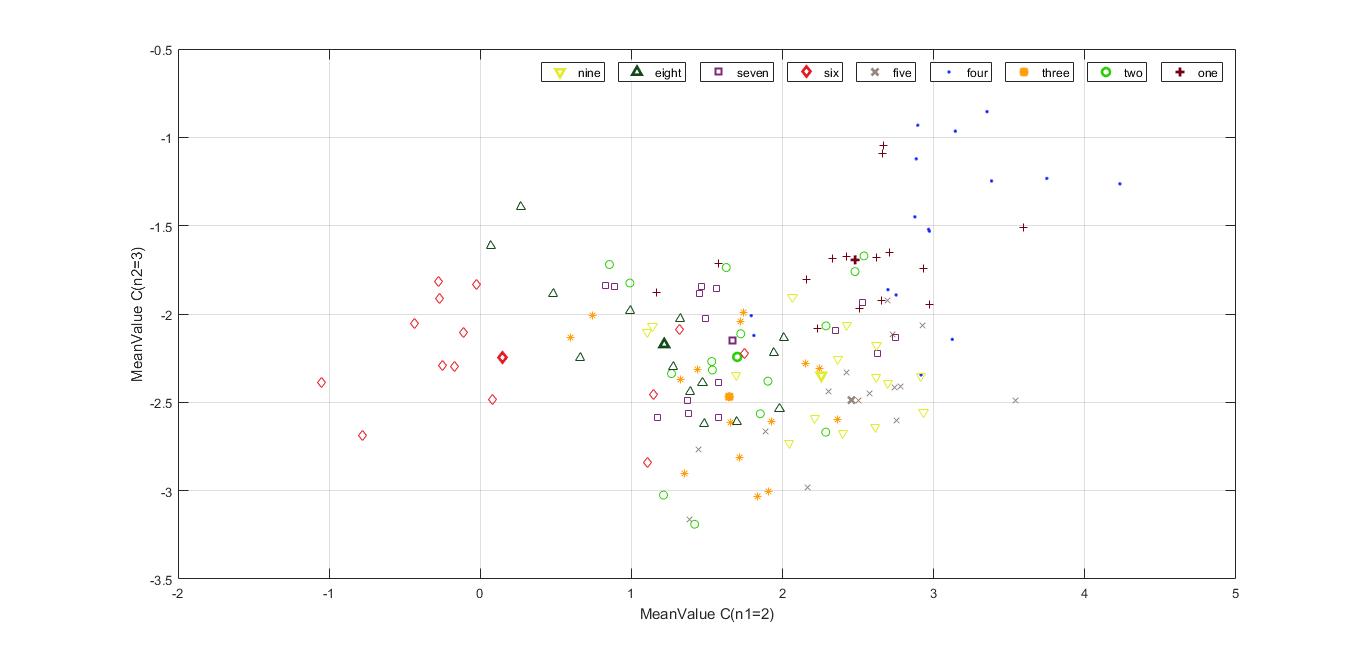 -0.5
nine eight seven six five four three two one
-1
-1.5
-2
-2.5
-3
-3.5
MeanValue C(n2=3)
-2 -1 0 1 2 3 4 5
MeanValue C(n1=2)